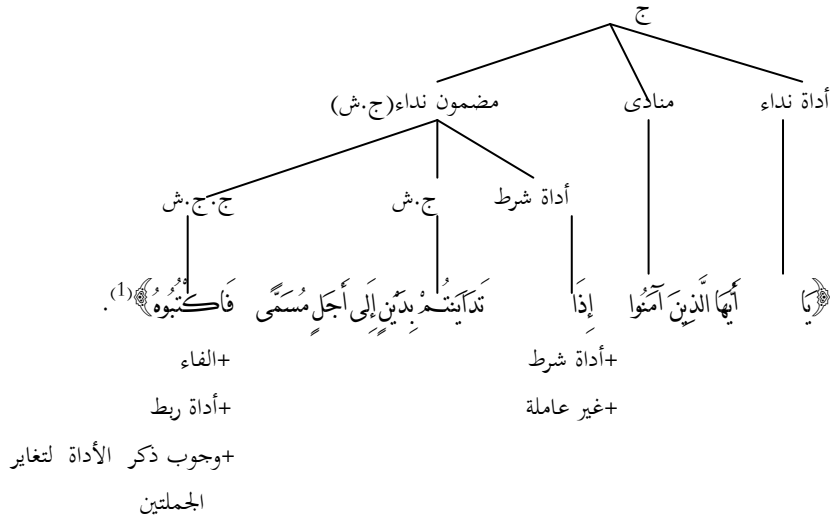 ج
أداة نداء منادى مضمون نداء(ج.ش)
أداة شرط ج.ش ج.ج.ش
﴿يَا أَيُّهَا الَّذِينَ آمَنُوا إِذَا تَدَايَنتُمْ بِدَيْنٍ إِلَى أَجَلٍ مُسَمًّى فَاكْتُبُوهُ﴾(1).
+أداة شرط +الفاء
+غير عاملة +أداة ربط
+وجوب ذكر الأداة لتغاير
الجملتين